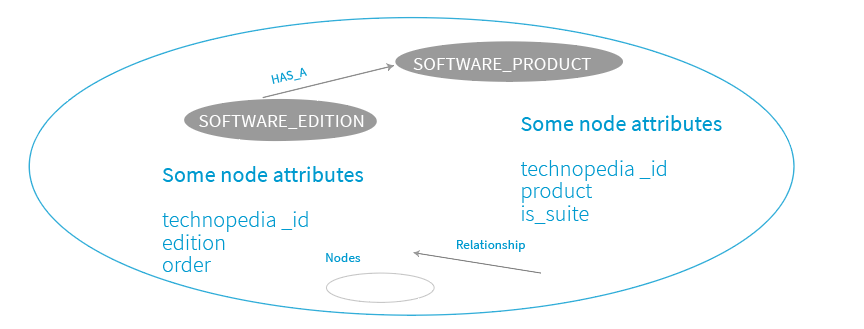 SOFTWARE_PRODUCT
HAS_A
SOFTWARE_EDITION
Some node attributes
technopedia _id
product
is_suite
Some node attributes
technopedia _id
edition
order
Relationship
Nodes